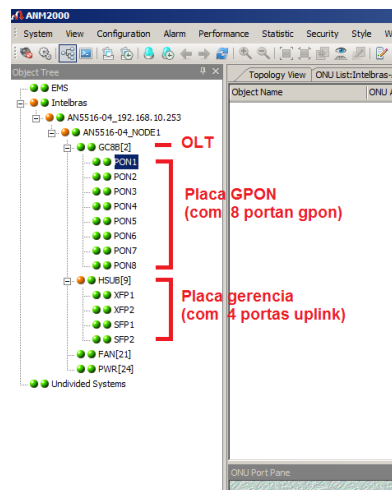 ANM2000
System View Configuration Alarm Performance Statistic Security Style W
Object Tree
Topology View ONU List:Intelbras-
Object Name ONU A
EMS
Intelbras
AN5516-04_192.168.10.253
AN5516-04_NODE1
GC8B[2]
OLT
PON1
PON2
PON3
PON4
PON5
PON6
PON7
PON8
Placa GPON
(com 8 portan gpon)
HSUB[9]
XFP1
XFP2
SFP1
SFP2
Placa gerencia
(com 4 portas uplink)
FAN[21]
PWR[24]
Undivided Systems
ONU Port Pane